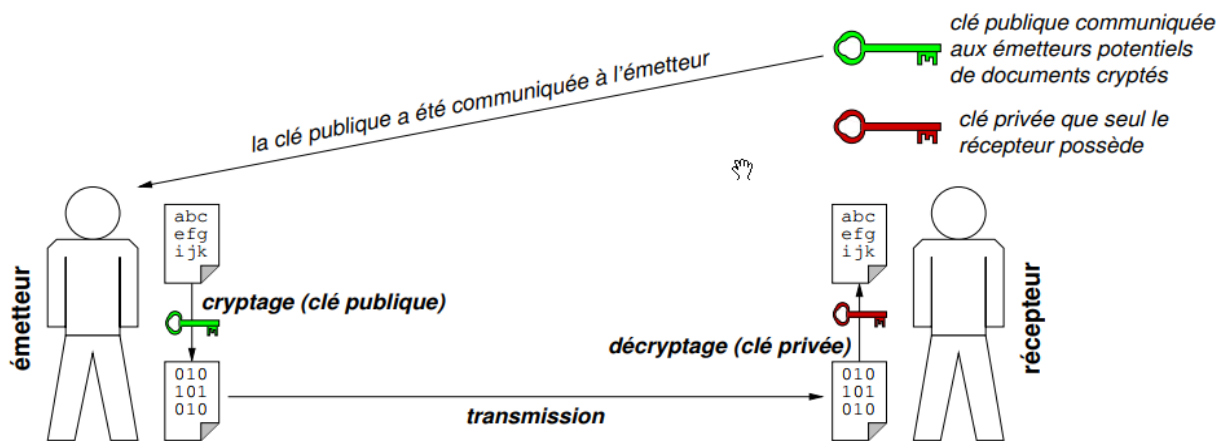 clé publique communiquée
aux émetteurs potentiels
de documents cryptés
la clé publique a été communiquée à l'émetteur
clé privée que seul le
récepteur possède
émetteur
abc
efg
ijk
cryptage (clé publique)
010
101
010
transmission
abc
efg
ijk
décryptage (clé privée)
010
101
010
récepteur